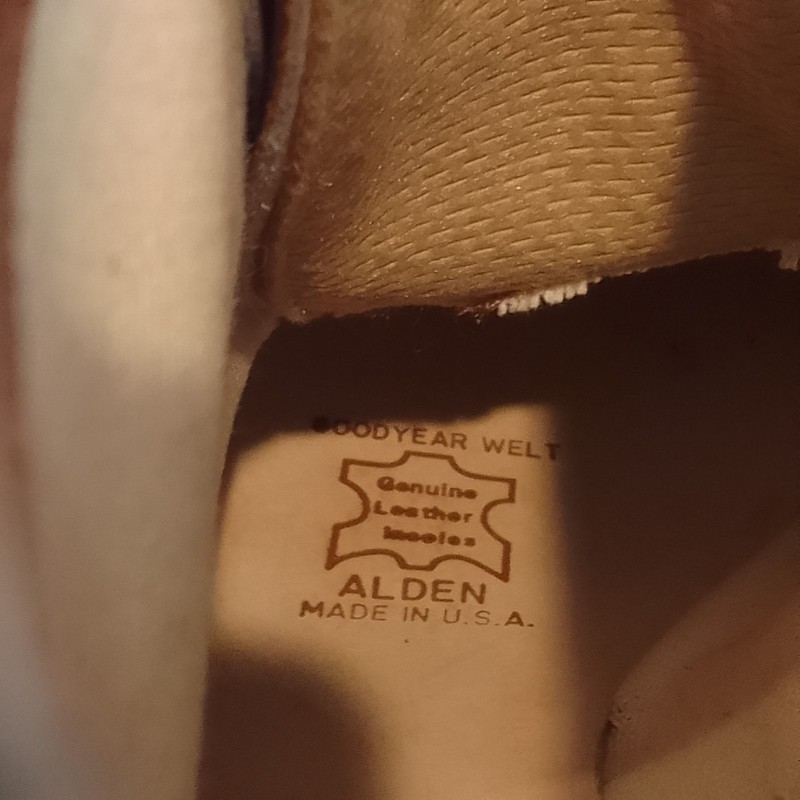 GOODYEAR WELT
Genuine
Leather
Insoles
ALDEN
MADE IN U.S.A.